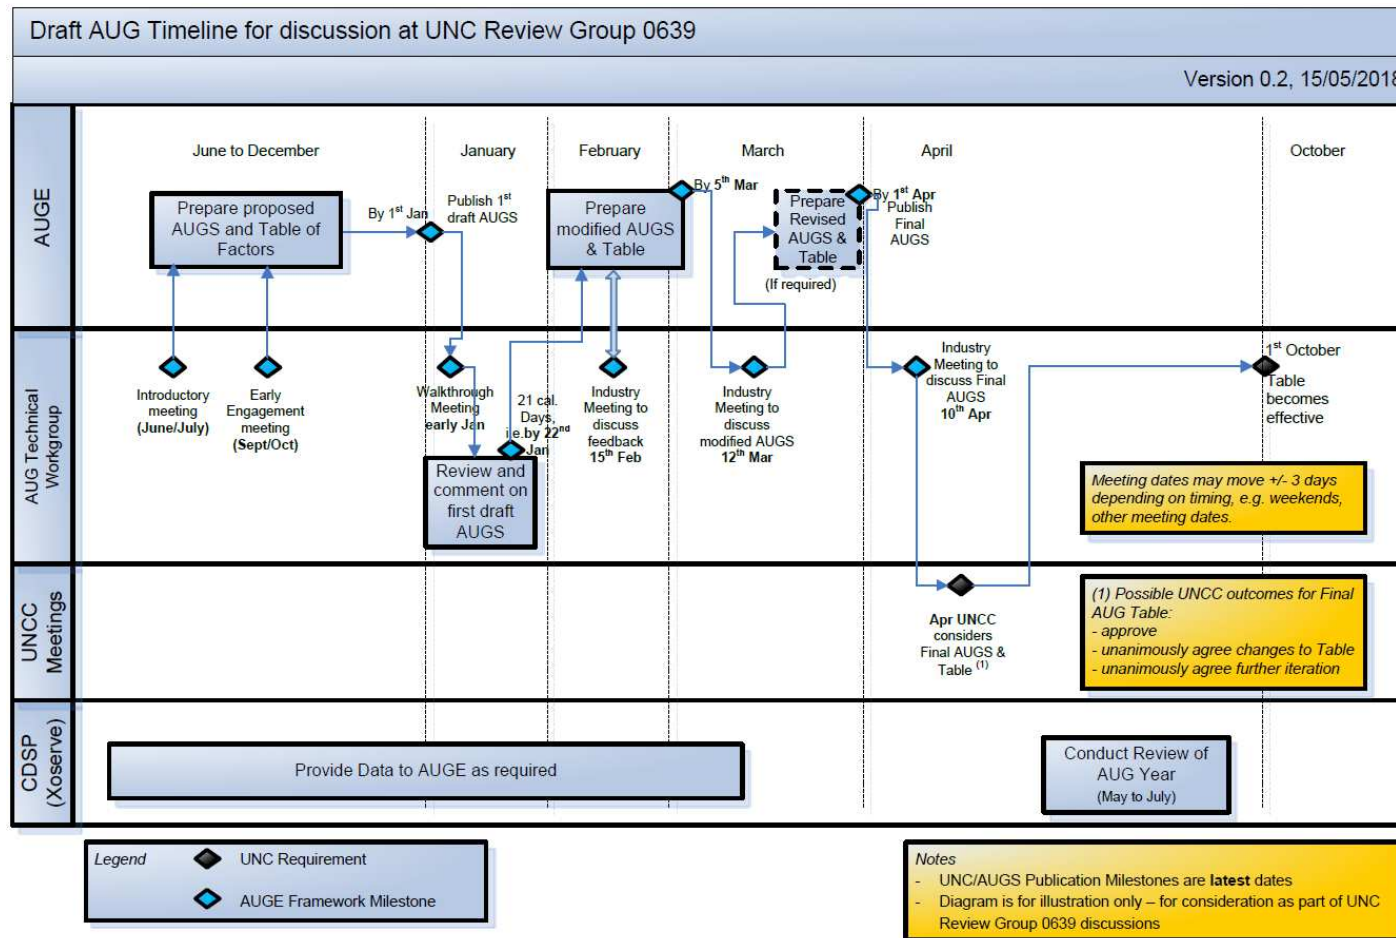 Draft AUG Timeline for discussion at UNC Review Group 0639
Version 0.2, 15/05/2018
AUGE
June to December
January
February
March
April
October
Prepare proposed
AUGS and Table of
Factors
By 1st Jan
Publish 1st
draft AUGS
Prepare
modified AUGS
& Table
By 5th Mar
Prepare
Revised
AUGS &
Table
(If required)
By 1st Apr
Publish
Final
AUGS
AUG Technical
Workgroup
Introductory
meeting
(June/July)
Early
Engagement
meeting
(Sept/Oct)
Walkthrough
Meeting
early Jan
21 cal.
Days,
i.e.by 22nd
Jan
Review and
comment on
first draft
AUGS
Industry
Meeting to
discuss
feedback
15th Feb
Industry
Meeting to
discuss
modified AUGS
12th Mar
Industry
Meeting to
discuss Final
AUGS
10th Apr
1st October
Table
becomes
effective
Meeting dates may move +/- 3 days
depending on timing, e.g. weekends,
other meeting dates.
UNCC
Meetings
Apr UNCC
considers
Final AUGS &
Table (1)
(1) Possible UNCC outcomes for Final
AUG Table:
- approve
- unanimously agree changes to Table
- unanimously agree further iteration
CDSP
(Xoserve)
Provide Data to AUGE as required
Conduct Review of
AUG Year
(May to July)
Legend
UNC Requirement
AUGE Framework Milestone
Notes
- UNC/AUGS Publication Milestones are latest dates
- Diagram is for illustration only – for consideration as part of UNC
Review Group 0639 discussions